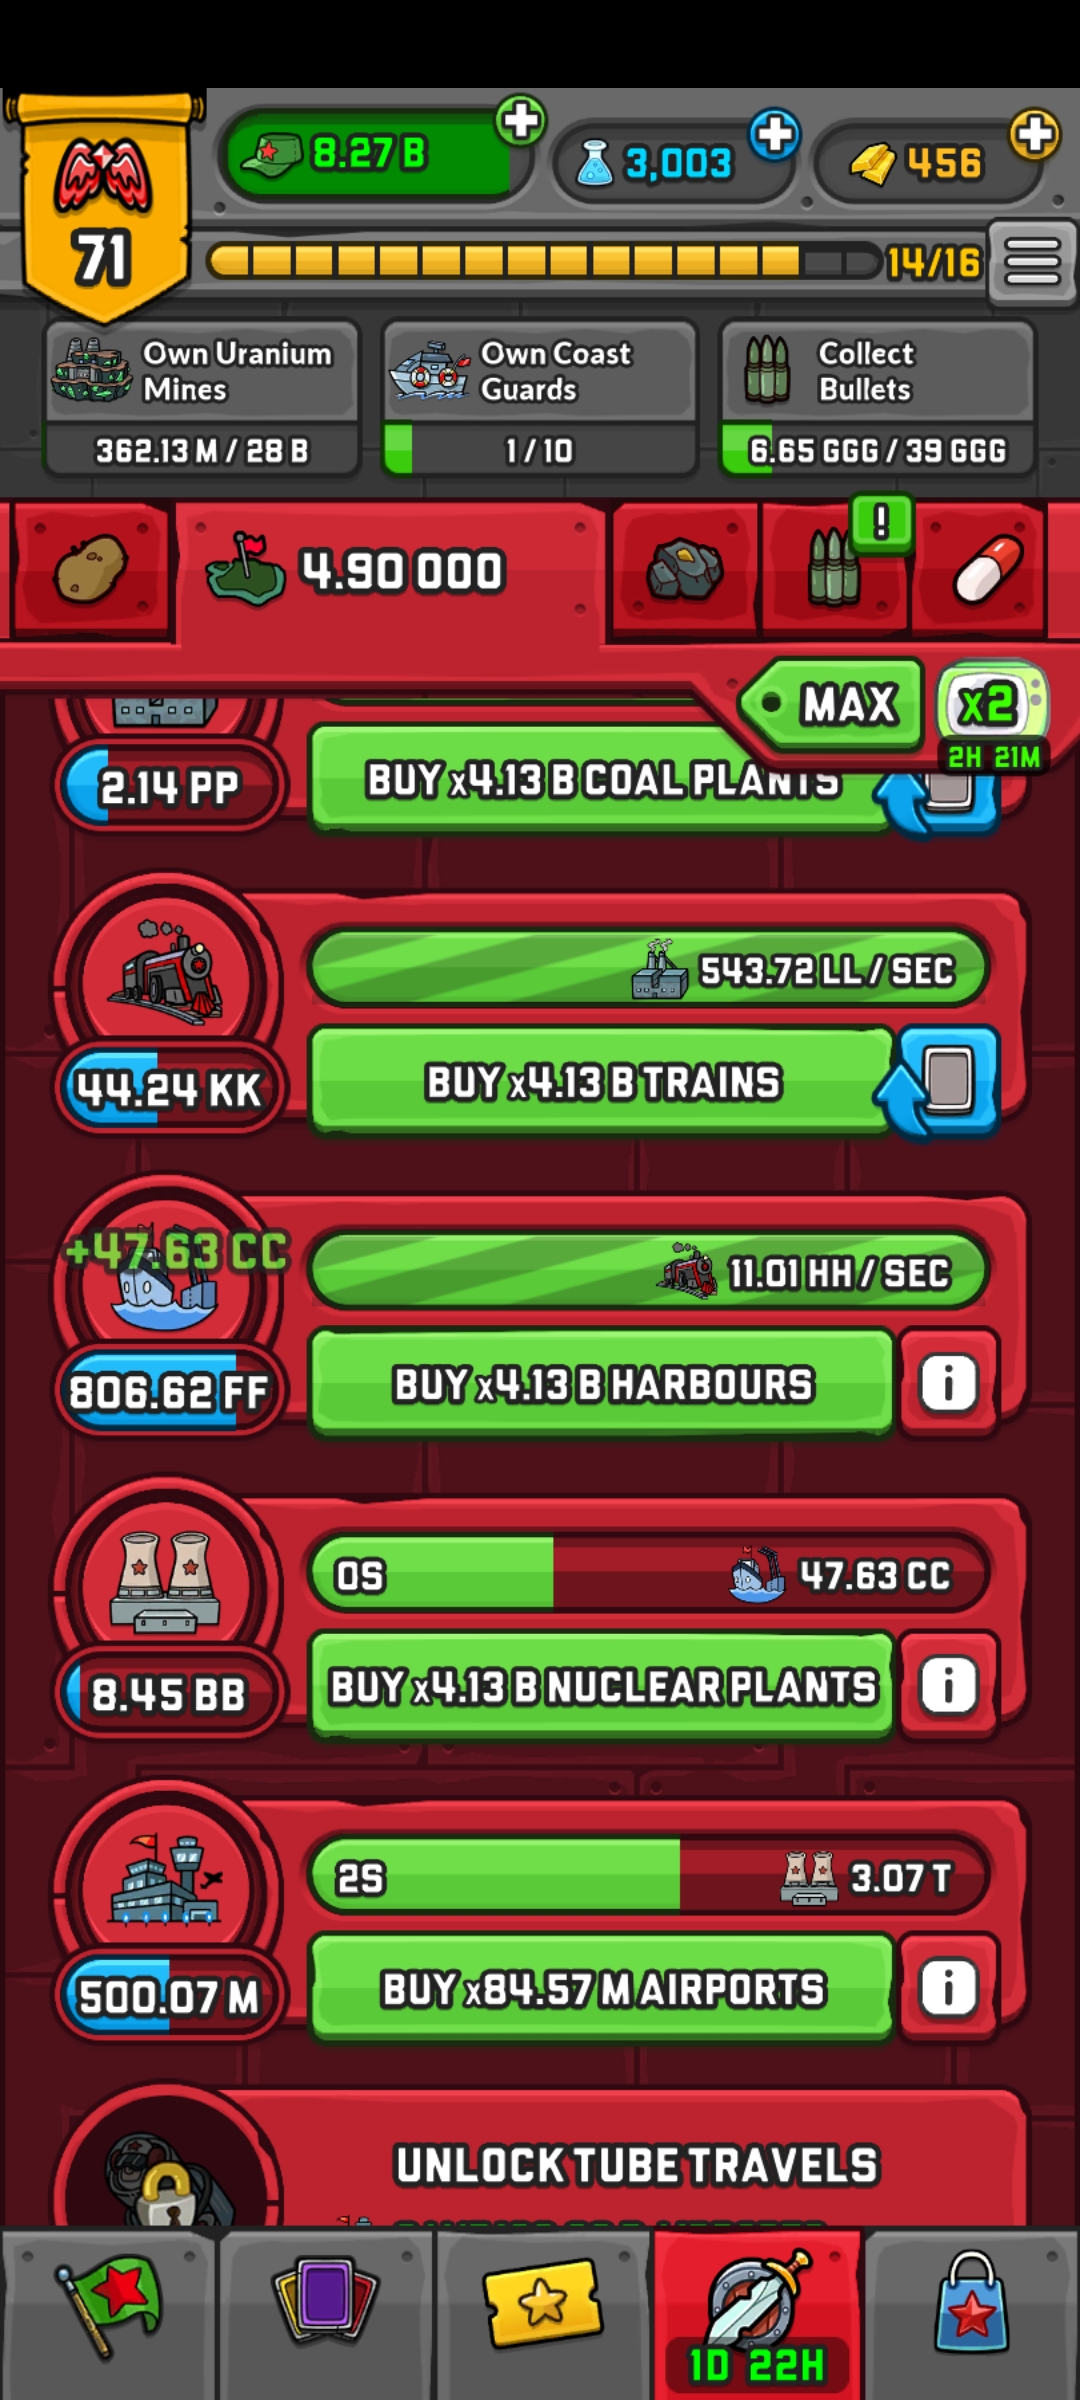 71
8.27 B
3,003
456
14/16
Own Uranium
Mines
362.13 M / 28 B
Own Coast
Guards
1 / 10
Collect
Bullets
6.65 GGG / 39 GGG
4.90 000
!
MAX
x2
2H 21M
2.14 PP
BUY x4.13 B COAL PLANTS
543.72 LL / SEC
44.24 KK
BUY x4.13 B TRAINS
+47.63 CC
11.01 HH / SEC
806.62 FF
BUY x4.13 B HARBOURS
i
0S
47.63 CC
8.45 BB
BUY x4.13 B NUCLEAR PLANTS
i
2S
3.07 T
500.07 M
BUY x84.57 M AIRPORTS
i
UNLOCK TUBE TRAVELS
1D 22H